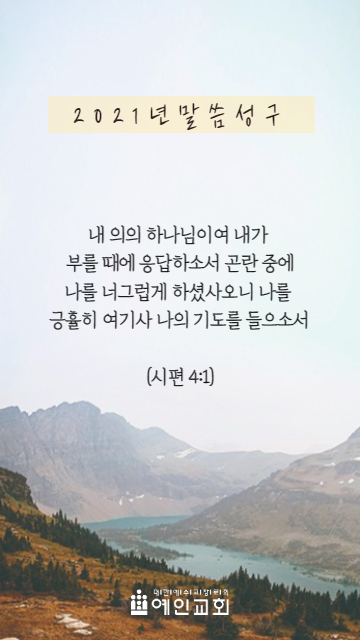 2021년말씀성구
내 의의 하나님이여 내가
부를 때에 응답하소서 곤란 중에
나를 너그럽게 하셨사오니 나를
긍휼히 여기사 나의 기도를 들으소서
(시편 4:1)
예인교회